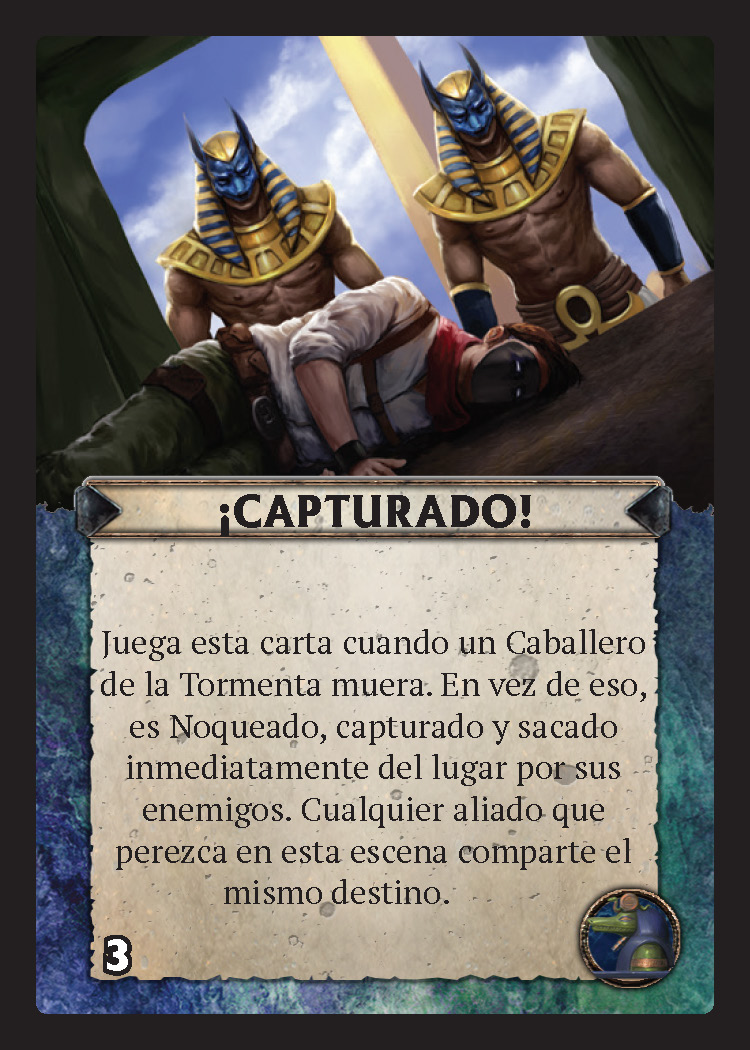 ¡CAPTURADO!
Juega esta carta cuando un Caballero
de la Tormenta muera. En vez de eso,
es Noqueado, capturado y sacado
inmediatamente del lugar por sus
enemigos. Cualquier aliado que
perezca en esta escena comparte el
mismo destino.
3